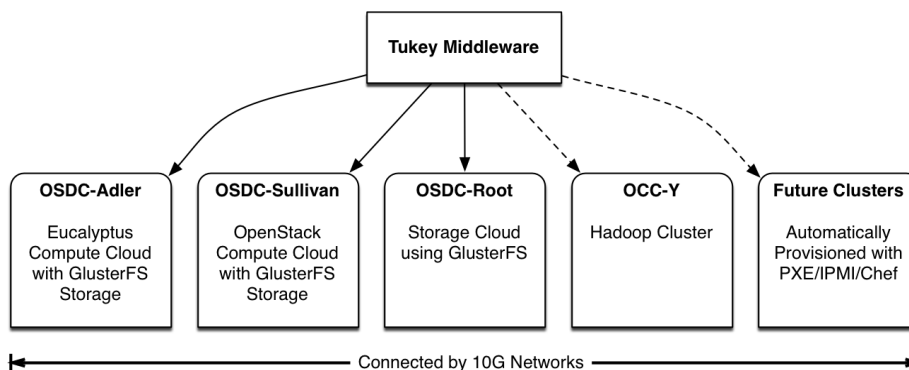 Tukey Middleware
OSDC-Adler
Eucalyptus
Compute Cloud
with GlusterFS
Storage
OSDC-Sullivan
OpenStack
Compute Cloud
with GlusterFS
Storage
OSDC-Root
Storage Cloud
using GlusterFS
OCC-Y
Hadoop Cluster
Future Clusters
Automatically
Provisioned with
PXE/IPMI/Chef
Connected by 10G Networks